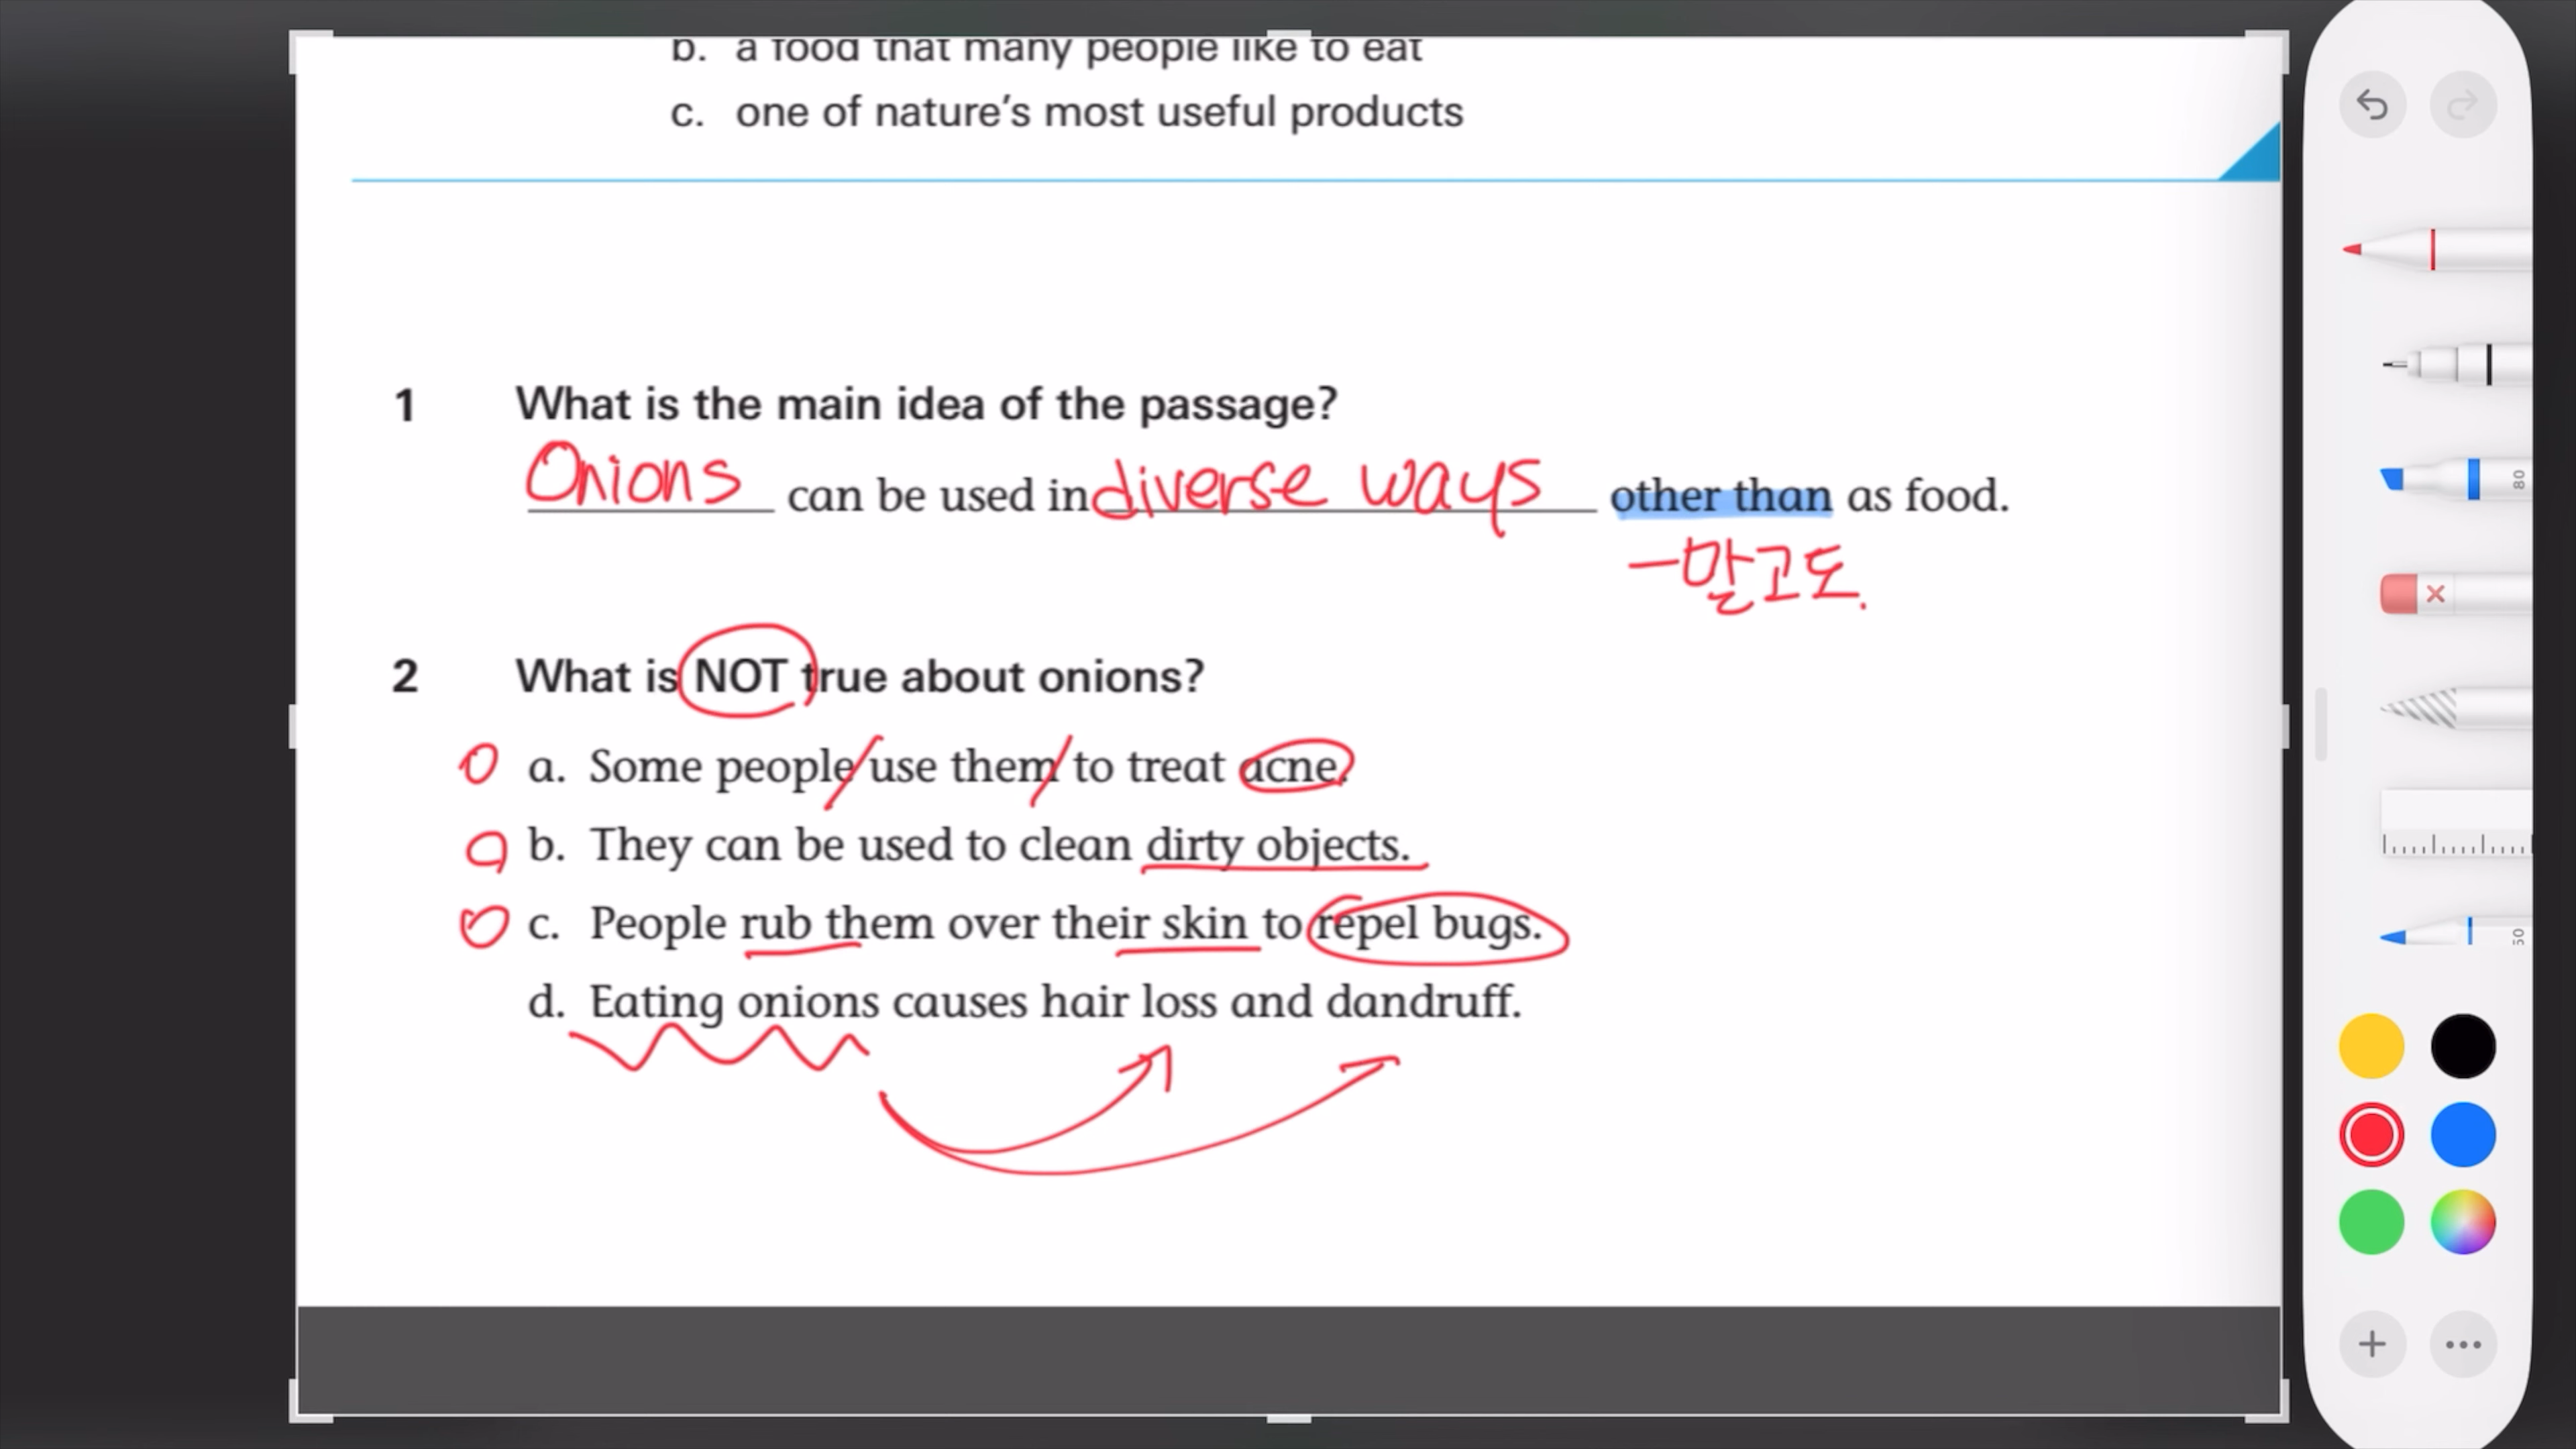 b. a food that many people like to eat
c. one of nature's most useful products
1 What is the main idea of the passage?
Onions can be used in diverse ways other than as food.
-말고도.
2 What is NOT true about onions?
a. Some people use them to treat acne.
b. They can be used to clean dirty objects.
c. People rub them over their skin to repel bugs.
d. Eating onions causes hair loss and dandruff.
80
50